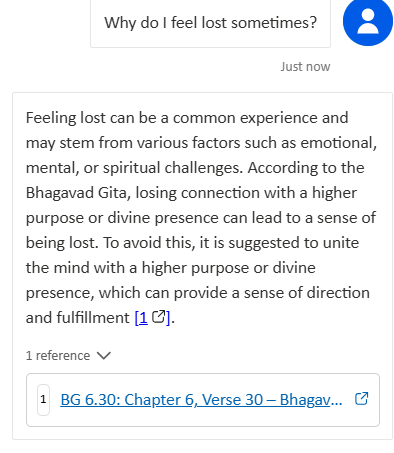 Why do I feel lost sometimes?
Just now
Feeling lost can be a common experience and
may stem from various factors such as emotional,
mental, or spiritual challenges. According to the
Bhagavad Gita, losing connection with a higher
purpose or divine presence can lead to a sense of
being lost. To avoid this, it is suggested to unite
the mind with a higher purpose or divine
presence, which can provide a sense of direction
and fulfillment [1].
1 reference
1 BG 6.30: Chapter 6, Verse 30 – Bhagav...